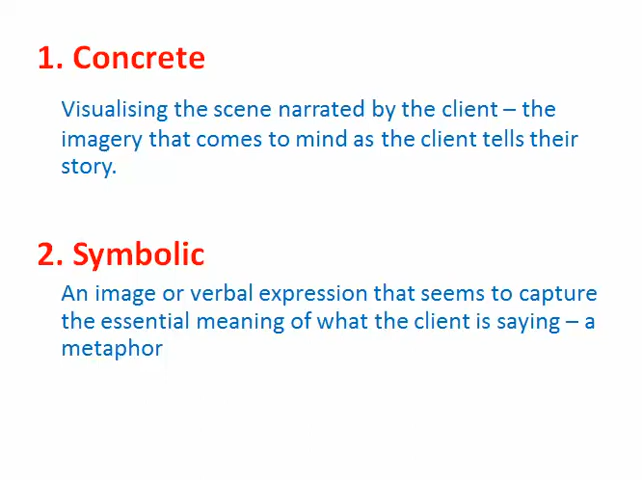 1. Concrete
Visualising the scene narrated by the client – the
imagery that comes to mind as the client tells their
story.
2. Symbolic
An image or verbal expression that seems to capture
the essential meaning of what the client is saying – a
metaphor